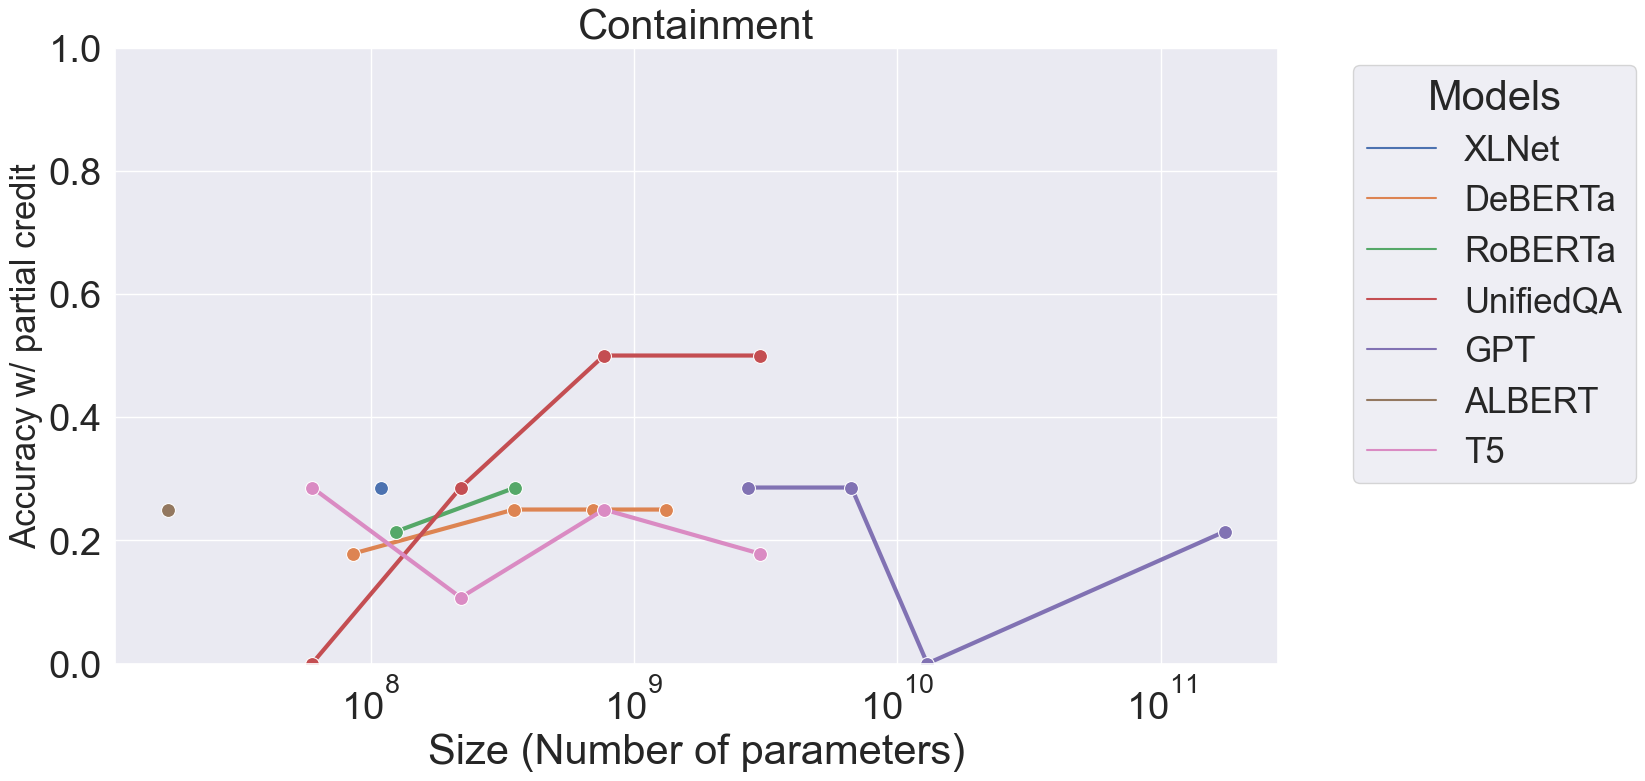 Containment
Accuracy w/ partial credit
1.0
0.8
0.6
0.4
0.2
0.0
10^8
10^9
10^10
10^11
Size (Number of parameters)
Models
XLNet
DeBERTa
RoBERTa
UnifiedQA
GPT
ALBERT
T5